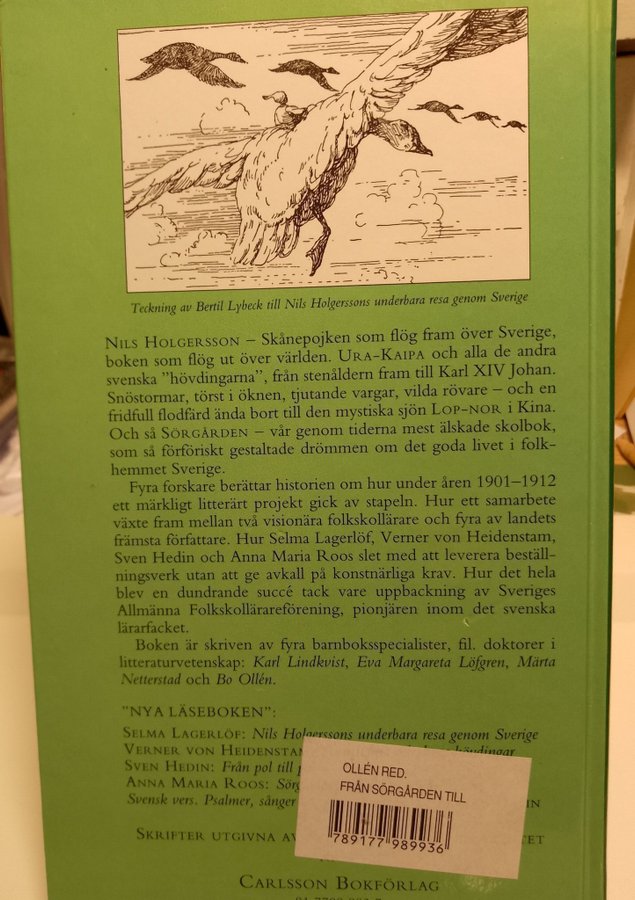 Teckning av Bertil Lybeck till Nils Holgerssons underbara resa genom Sverige
NILS HOLGERSSON – Skånepojken som flög fram över Sverige,
boken som flög ut över världen. URA-KAIPA och alla de andra
svenska "hövdingarna", från stenåldern fram till Karl XIV Johan.
Snöstormar, törst i öknen, tjutande vargar, vilda rövare – och en
fridfull flodfärd ända bort till den mystiska sjön LOP-NOR i Kina.
Och så SÖRGÅRDEN – vår genom tiderna mest älskade skolbok,
som så förföriskt gestaltade drömmen om det goda livet i folk-
hemmet Sverige.
Fyra forskare berättar historien om hur under åren 1901–1912
ett märkligt litterärt projekt gick av stapeln. Hur ett samarbete
växte fram mellan två visionära folkskollärare och fyra av landets
främsta författare. Hur Selma Lagerlöf, Verner von Heidenstam,
Sven Hedin och Anna Maria Roos slet med att leverera beställ-
ningsverk utan att ge avkall på konstnärliga krav. Hur det hela
blev en dundrande succé tack vare uppbackning av Sveriges
Allmänna Folkskollärareförening, pionjären inom det svenska
lärarfacket.
Boken är skriven av fyra barnboksspecialister, fil. doktorer i
litteraturvetenskap: Karl Lindkvist, Eva Margareta Löfgren, Märta
Netterstad och Bo Ollén.
"NYA LÄSEBOKEN":
SELMA LAGERLÖF: Nils Holgerssons underbara resa genom Sverige
VERNER VON HEIDENSTAM hövdingar
SVEN HEDIN: Från pol till
ANNA MARIA ROOS:
Svensk vers. Psalmer, sånger
OLLÉN RED.
FRÅN SÖRGÅRDEN TILL
789177 989936
SKRIFTER UTGIVNA AV
CARLSSON BOKFÖRLAG